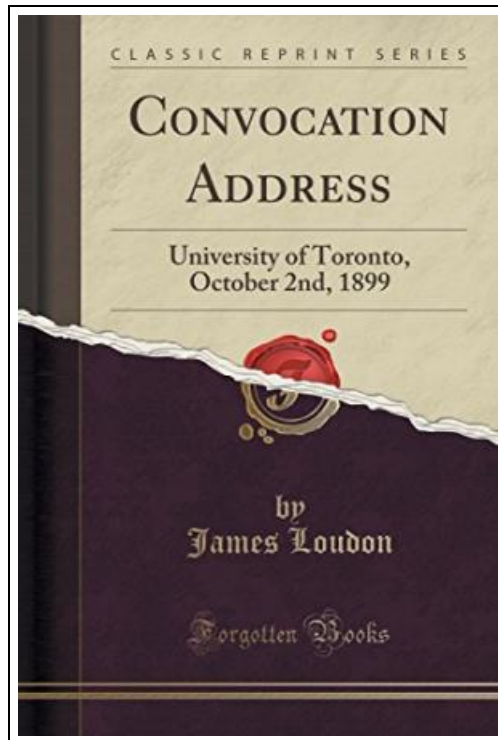 CLASSIC REPRINT SERIES
CONVOCATION
ADDRESS
University of Toronto,
October 2nd, 1899
by
James Loudon
Forgotten Books